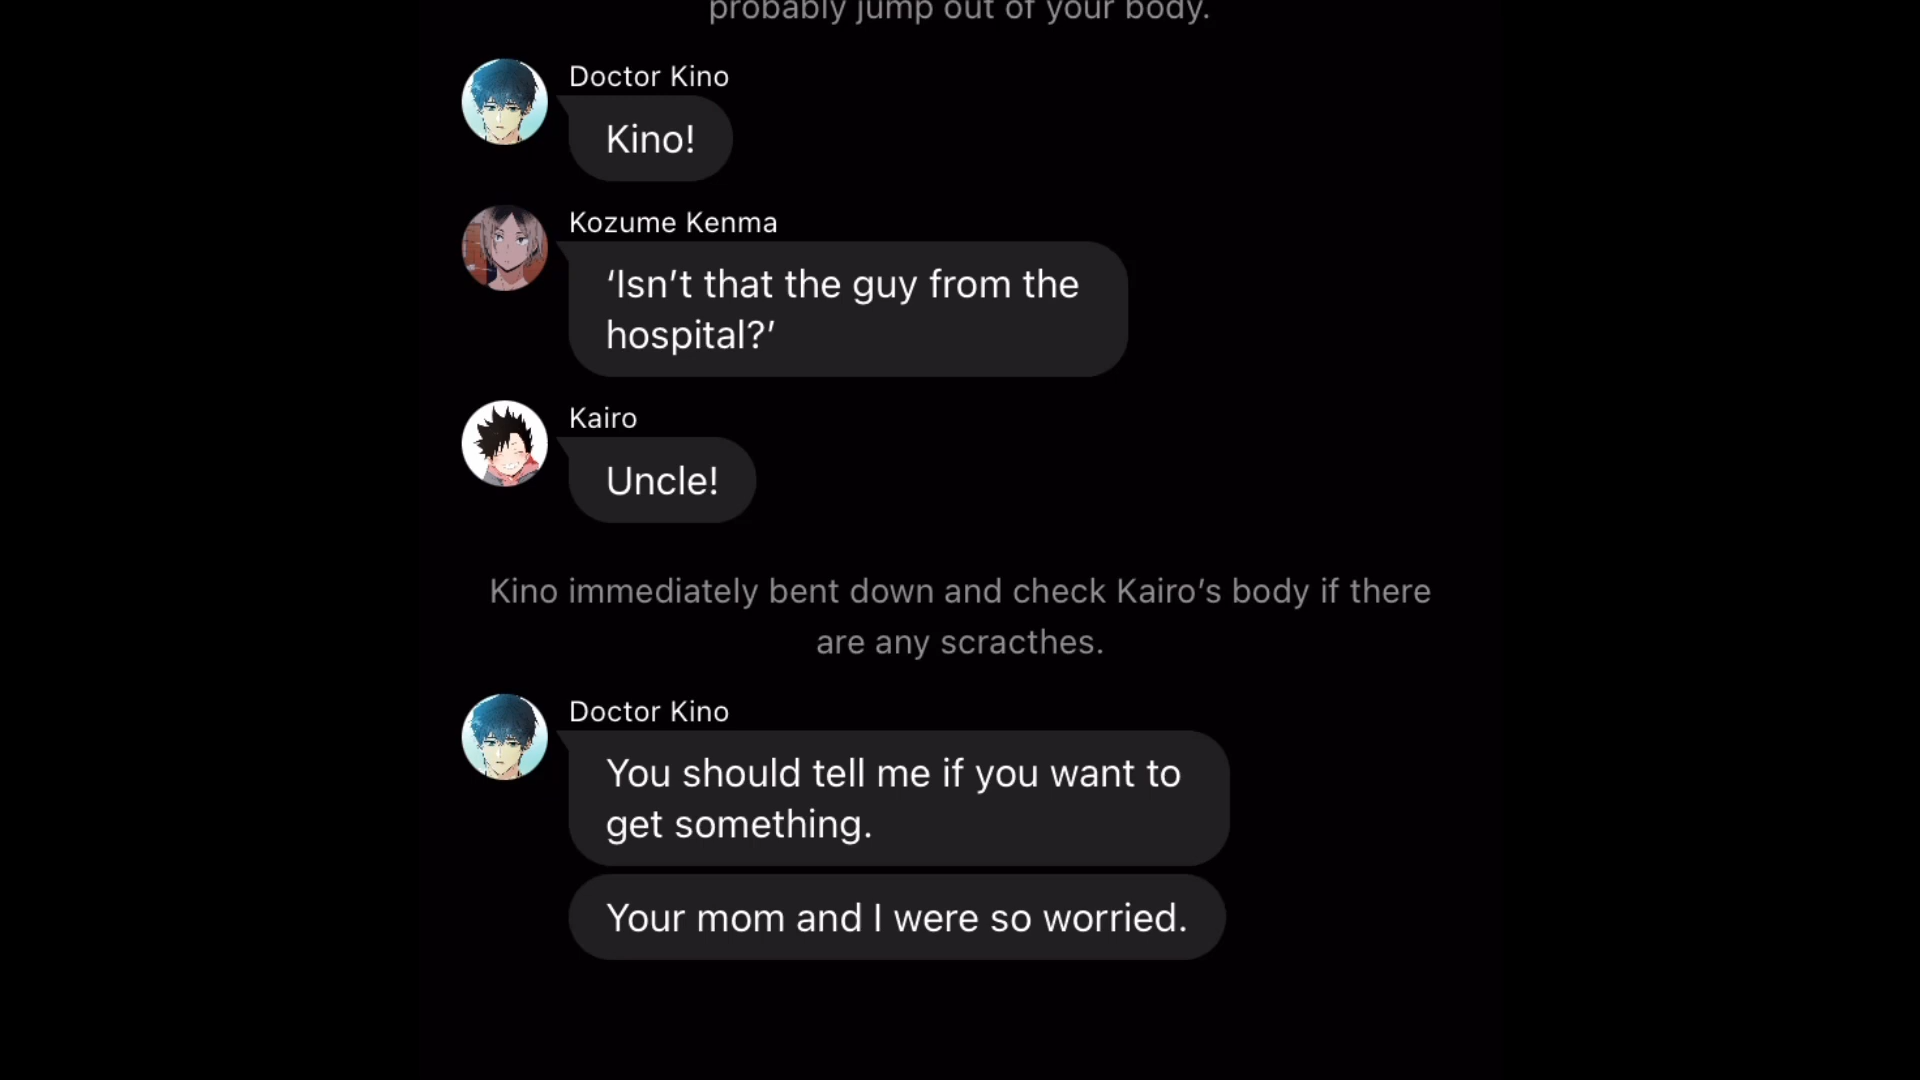 probably jump out of your body.
Doctor Kino
Kino!
Kozume Kenma
‘Isn’t that the guy from the
hospital?’
Kairo
Uncle!
Kino immediately bent down and check Kairo’s body if there
are any scracthes.
Doctor Kino
You should tell me if you want to
get something.
Your mom and I were so worried.